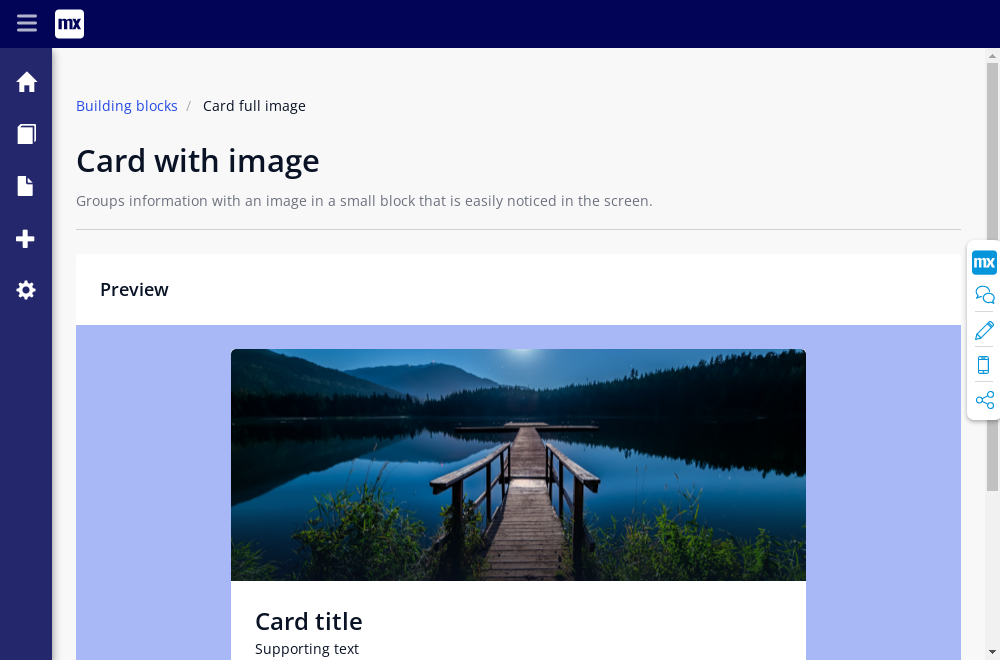 mx
Building blocks / Card full image
Card with image
Groups information with an image in a small block that is easily noticed in the screen.
Preview
mx
Card title
Supporting text